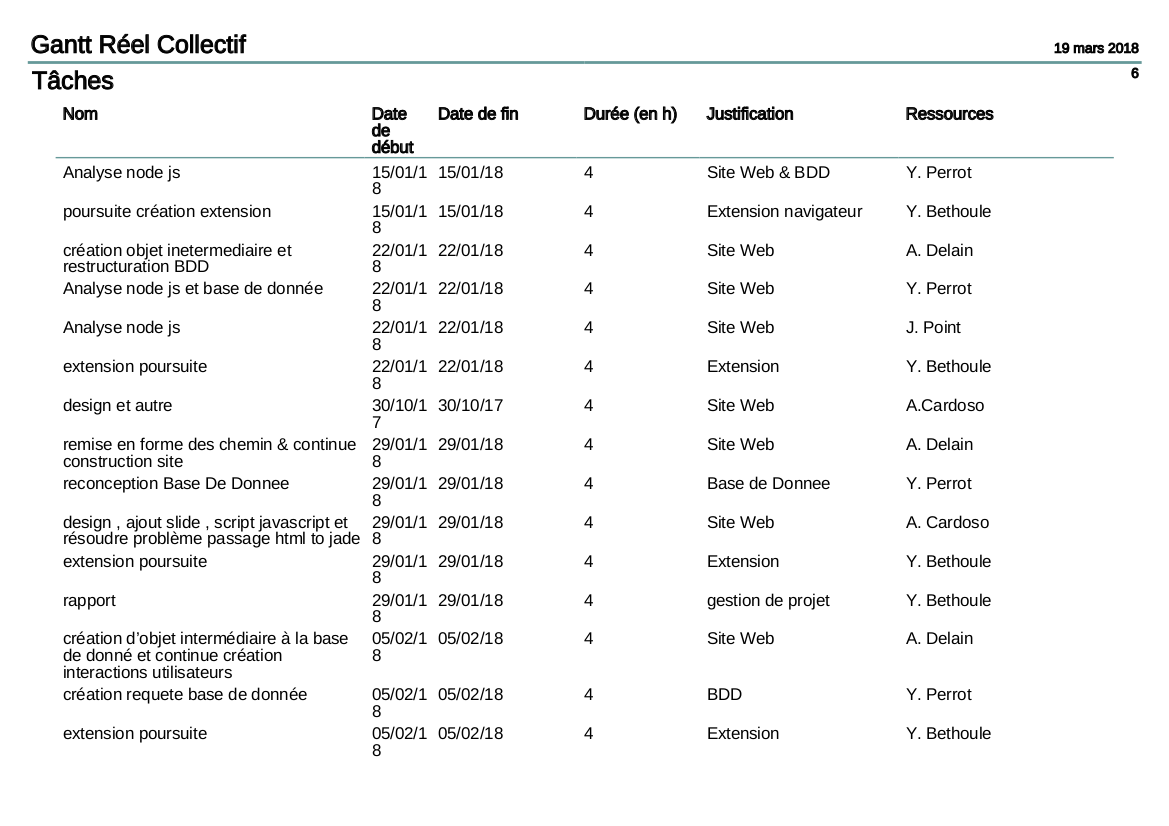 Gantt Réel Collectif
19 mars 2018
Tâches
6
Nom Date de début Date de fin Durée (en h) Justification Ressources
Analyse node js 15/01/18 15/01/18 4 Site Web & BDD Y. Perrot
poursuite création extension 15/01/18 15/01/18 4 Extension navigateur Y. Bethoule
création objet inetermediaire et restructuration BDD 22/01/18 22/01/18 4 Site Web A. Delain
Analyse node js et base de donnée 22/01/18 22/01/18 4 Site Web Y. Perrot
Analyse node js 22/01/18 22/01/18 4 Site Web J. Point
extension poursuite 22/01/18 22/01/18 4 Extension Y. Bethoule
design et autre 30/10/17 30/10/17 4 Site Web A.Cardoso
remise en forme des chemin & continue construction site 29/01/18 29/01/18 4 Site Web A. Delain
reconception Base De Donnee 29/01/18 29/01/18 4 Base de Donnee Y. Perrot
design , ajout slide , script javascript et résoudre problème passage html to jade 29/01/18 29/01/18 4 Site Web A. Cardoso
extension poursuite 29/01/18 29/01/18 4 Extension Y. Bethoule
rapport 29/01/18 29/01/18 4 gestion de projet Y. Bethoule
création d'objet intermédiaire à la base de donné et continue création interactions utilisateurs 05/02/18 05/02/18 4 Site Web A. Delain
création requete base de donnée 05/02/18 05/02/18 4 BDD Y. Perrot
extension poursuite 05/02/18 05/02/18 4 Extension Y. Bethoule